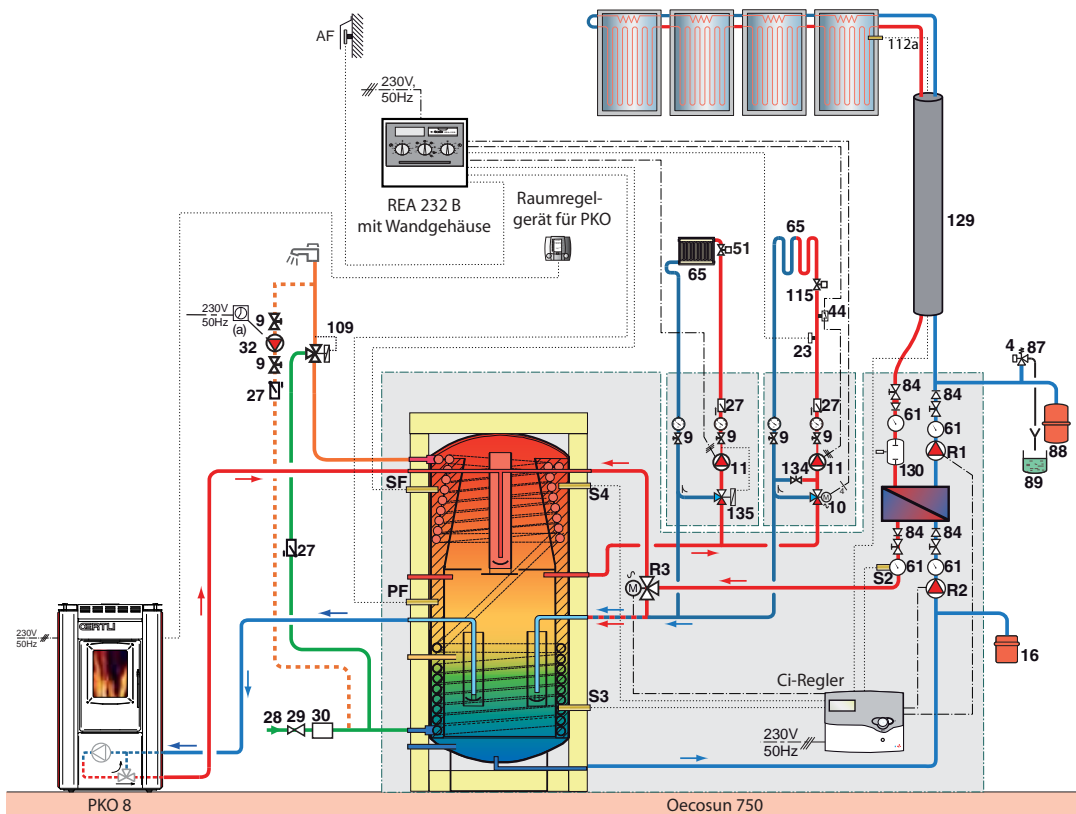 AF
112a
230V,
50Hz
REA 232 B
mit Wandgehäuse
Raumregel-
gerät für PKO
129
65
51
65
115
44
23
230V
50Hz
(a)
9
32
9
27
109
4 87
84
84
61
61
88
89
27
27
9
9
9
9
11
11
134
135
10
M
130
R1
SF
S4
27
R3
M
84
84
S2
61
61
R2
PF
16
OERTLI
230V
50Hz
Ci-Regler
S3
28 29 30
230V
50Hz
PKO 8
Oecosun 750